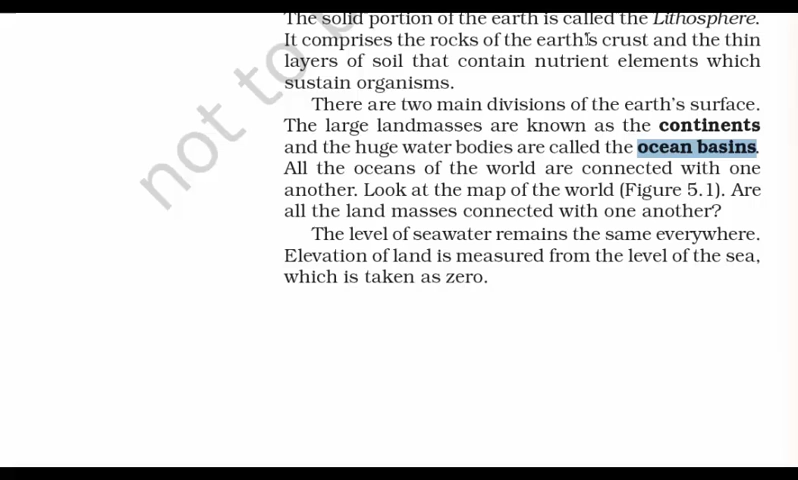 The solid portion of the earth is called the Lithosphere.
It comprises the rocks of the earth's crust and the thin
layers of soil that contain nutrient elements which
sustain organisms.
There are two main divisions of the earth's surface.
The large landmasses are known as the continents
and the huge water bodies are called the ocean basins.
All the oceans of the world are connected with one
another. Look at the map of the world (Figure 5.1). Are
all the land masses connected with one another?
The level of seawater remains the same everywhere.
Elevation of land is measured from the level of the sea,
which is taken as zero.
not to b